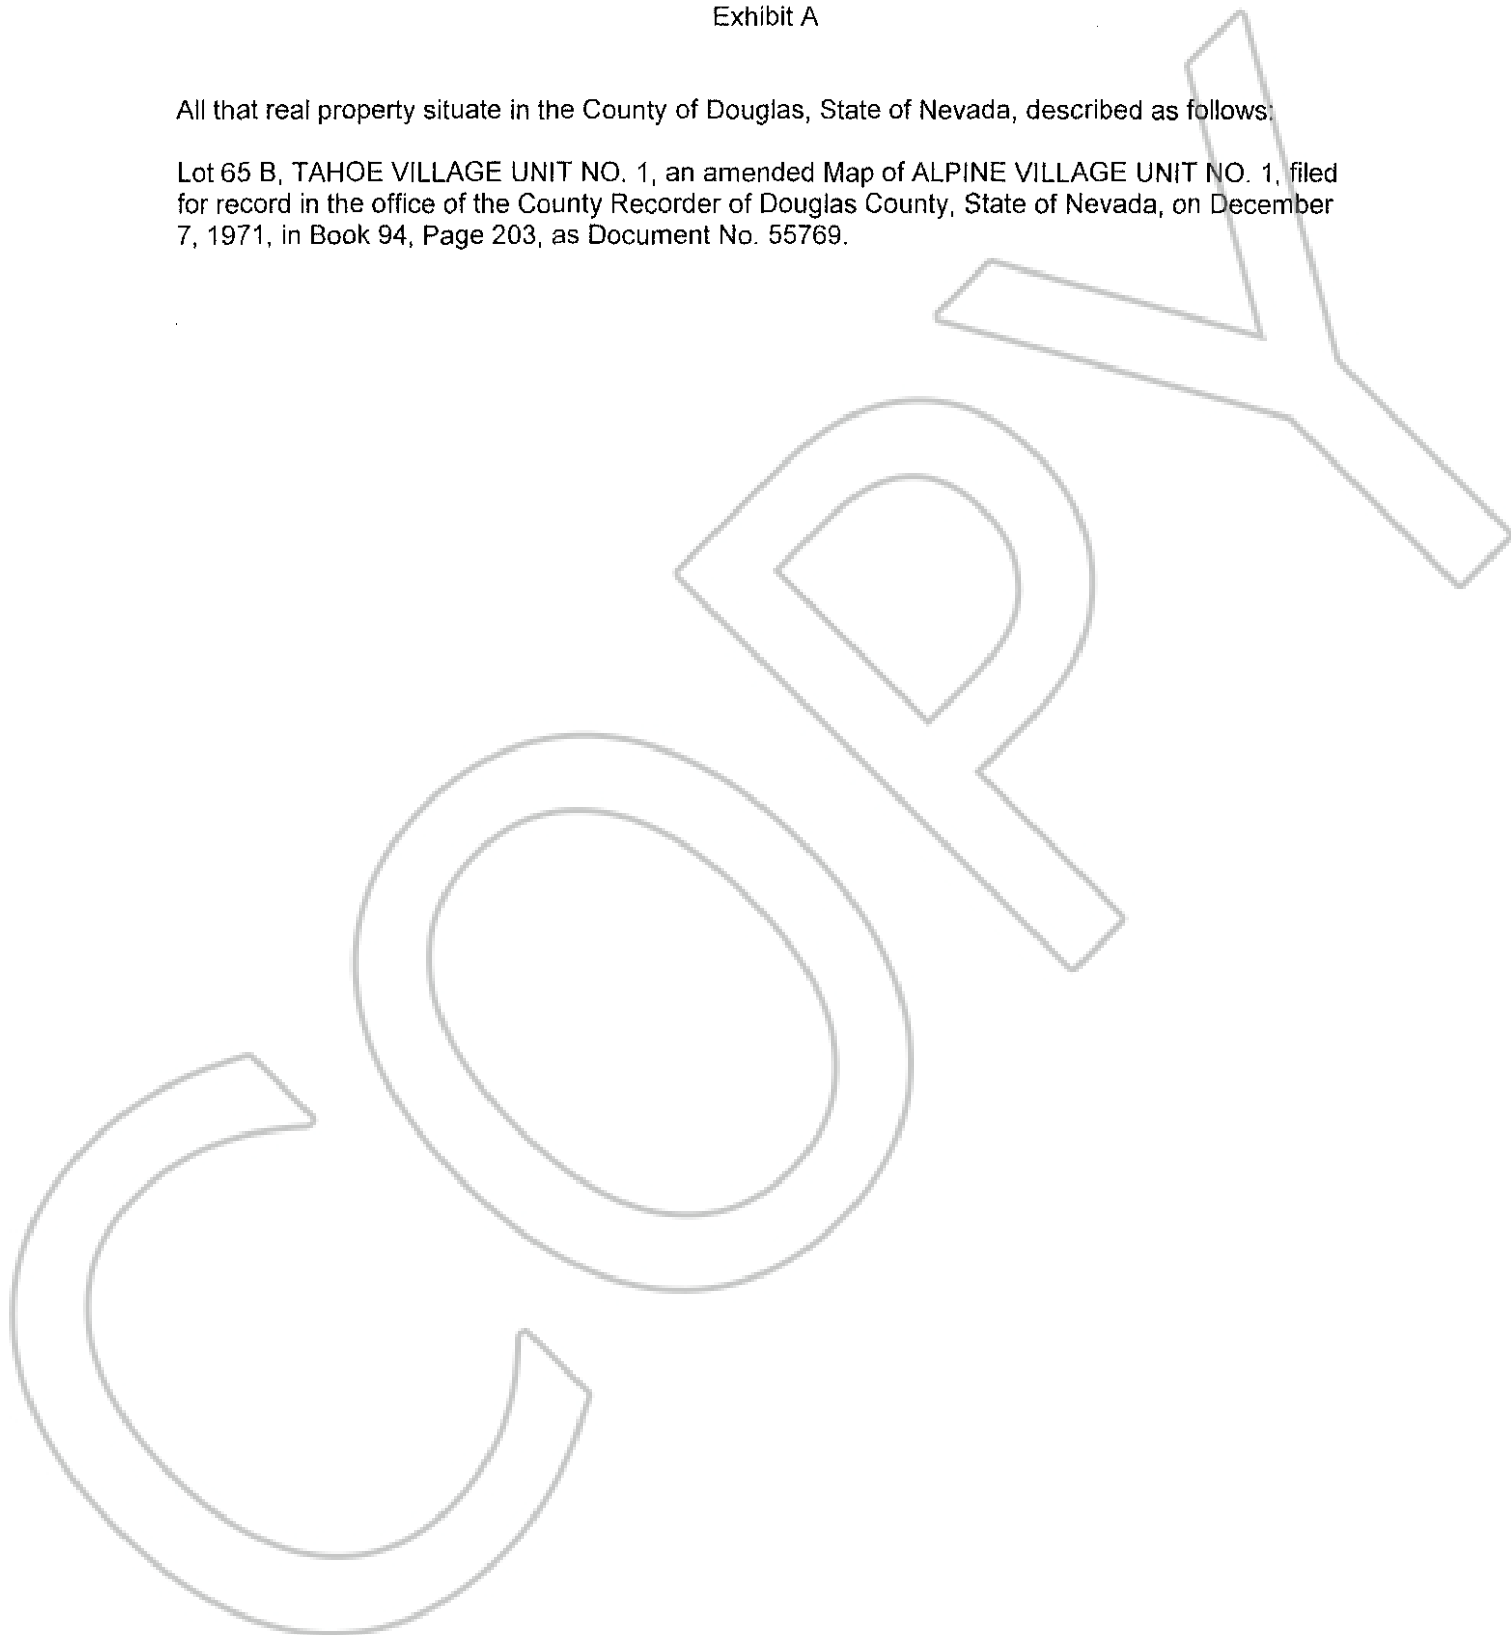 Exhibit A
All that real property situate in the County of Douglas, State of Nevada, described as follows:
Lot 65 B, TAHOE VILLAGE UNIT NO. 1, an amended Map of ALPINE VILLAGE UNIT NO. 1, filed
for record in the office of the County Recorder of Douglas County, State of Nevada, on December
7, 1971, in Book 94, Page 203, as Document No. 55769.
COPY